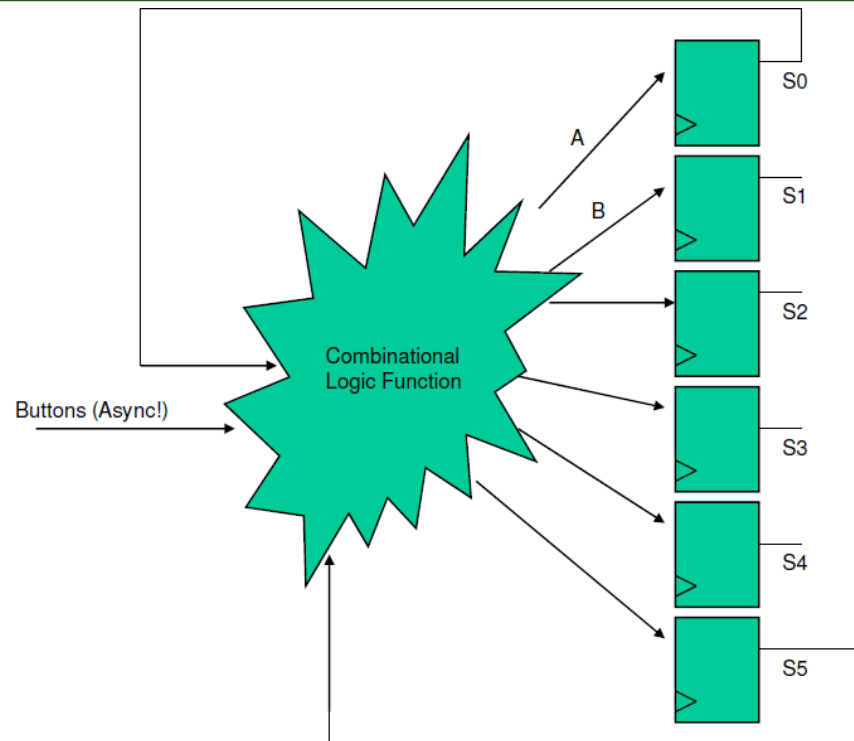 S0
A
S1
B
S2
Combinational
Logic Function
Buttons (Async!)
S3
S4
S5